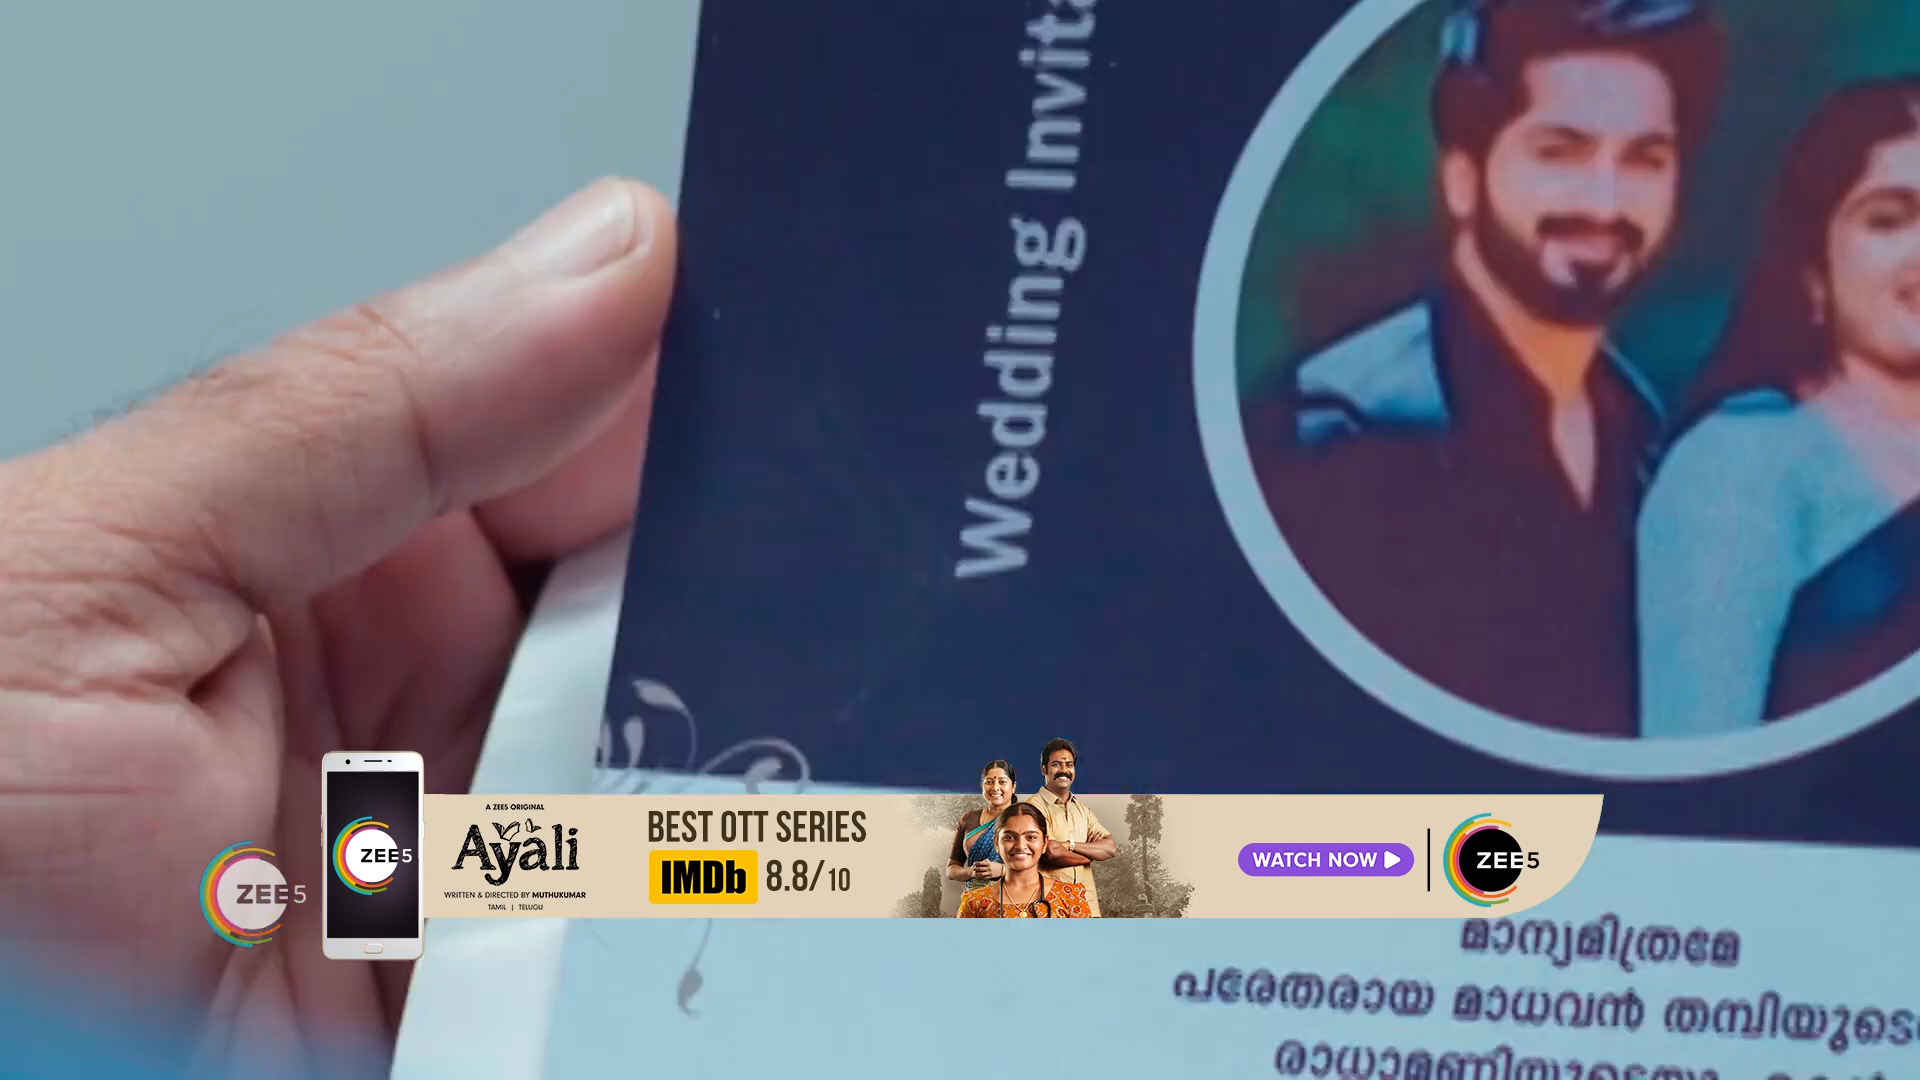 Wedding
മാന്യമിത്രമേ
പരേതരായ മാധവൻ തമ്പിയുടെ
ZEE5
ZEE5
A ZEE5 ORIGINAL
Ayali
WRITTEN & DIRECTED BY MUTHUKUMAR
TAMIL | TELUGU
BEST OTT SERIES
IMDb 8.8/10
WATCH NOW
ZEE5